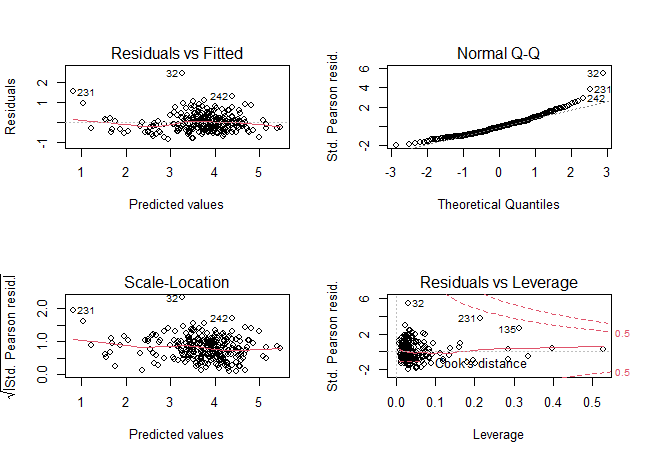 Residuals vs Fitted
Residuals
-1 1 2
32
231
242
1 2 3 4 5
Predicted values
Normal Q-Q
Std. Pearson resid.
-2 2 4 6
32
231
242
-3 -2 -1 0 1 2 3
Theoretical Quantiles
Scale-Location
√|Std. Pearson resid.|
0.0 1.0 2.0
32
231
242
1 2 3 4 5
Predicted values
Residuals vs Leverage
Std. Pearson resid.
-2 2 6
32
231
135
0.5
0.5
Cook's distance
0.0 0.1 0.2 0.3 0.4 0.5
Leverage